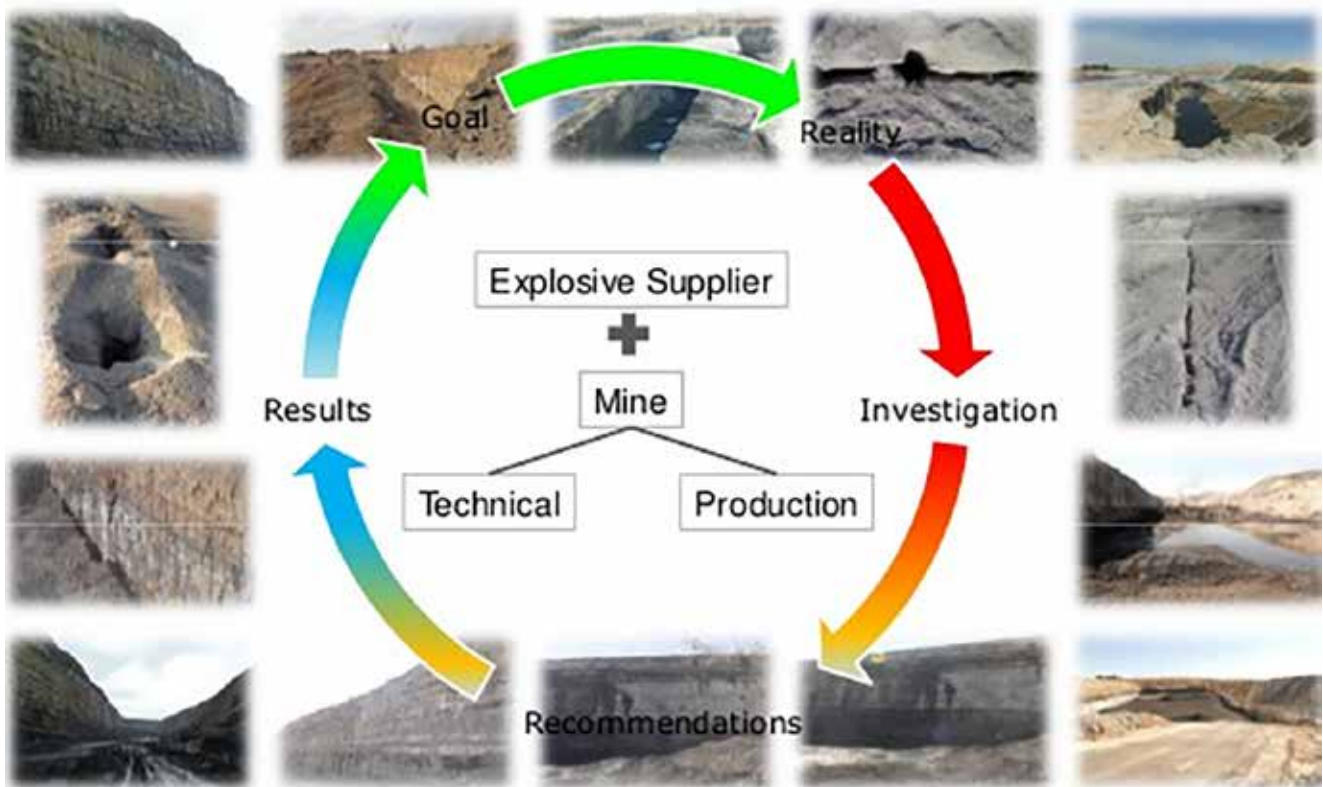 Goal
Reality
Explosive Supplier
Mine
Results
Investigation
Technical
Production
Recommendations